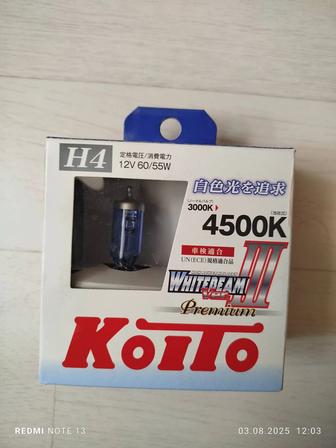 H4
定格電圧/消費電力
12V 60/55W
白色光を追求
3000K
4500K
車検適合
UN(ECE)規格適合品
WHITEBEAM III
Premium
KOITO
REDMI NOTE 13
03.08.2025 12:03